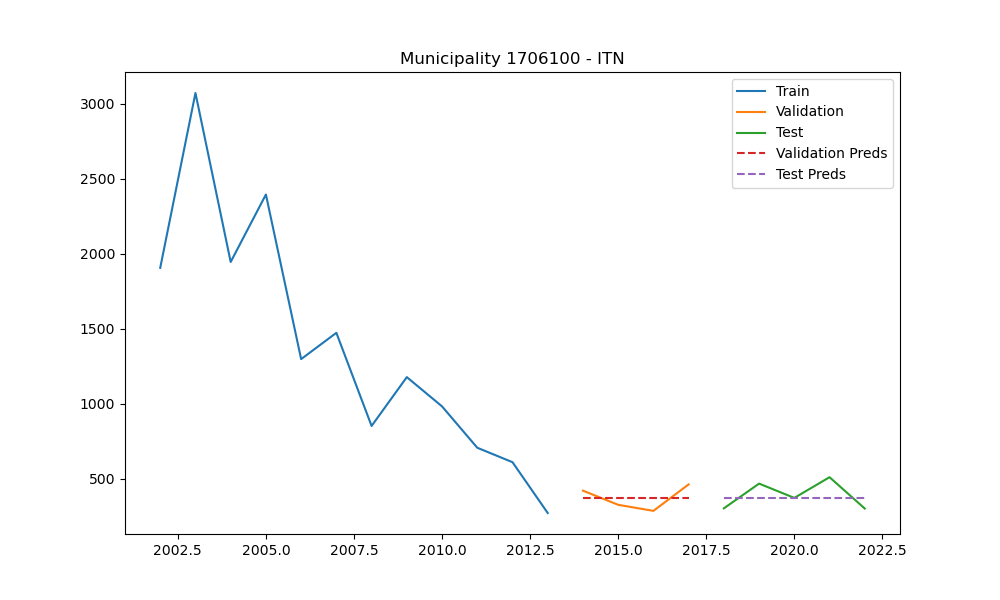 Municipality 1706100 - ITN
Train
Validation
Test
Validation Preds
Test Preds
3000
2500
2000
1500
1000
500
2002.5 2005.0 2007.5 2010.0 2012.5 2015.0 2017.5 2020.0 2022.5